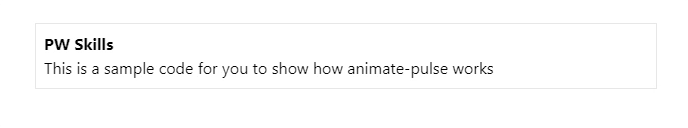 PW Skills
This is a sample code for you to show how animate-pulse works